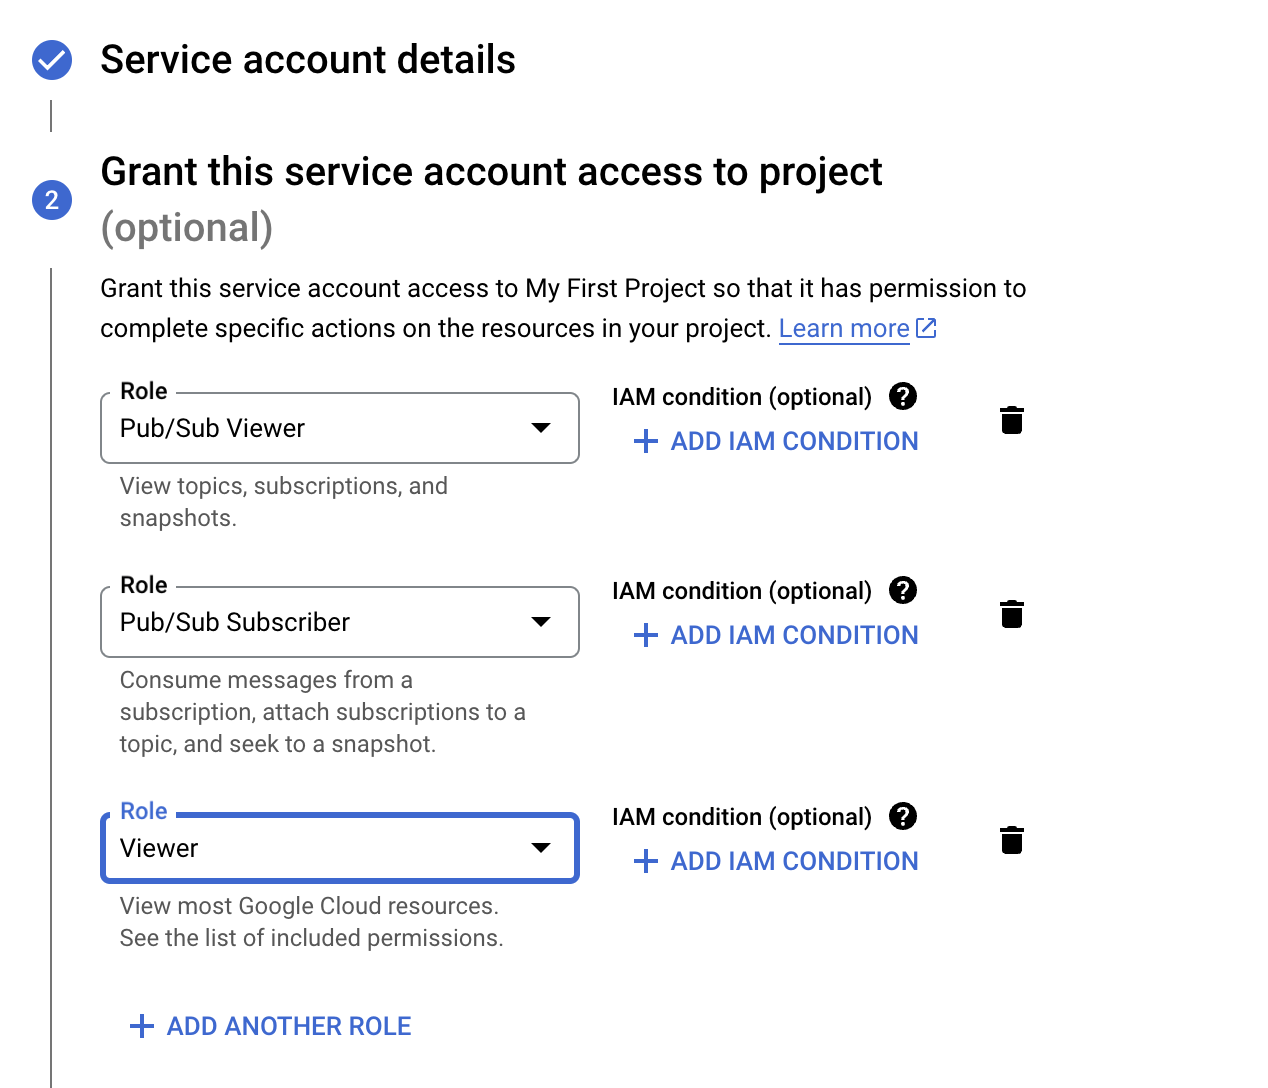 Service account details
2
Grant this service account access to project
(optional)
Grant this service account access to My First Project so that it has permission to
complete specific actions on the resources in your project. Learn more
Role
Pub/Sub Viewer
View topics, subscriptions, and
snapshots.
IAM condition (optional) ?
+ ADD IAM CONDITION
Role
Pub/Sub Subscriber
Consume messages from a
subscription, attach subscriptions to a
topic, and seek to a snapshot.
IAM condition (optional) ?
+ ADD IAM CONDITION
Role
Viewer
View most Google Cloud resources.
See the list of included permissions.
IAM condition (optional) ?
+ ADD IAM CONDITION
+ ADD ANOTHER ROLE